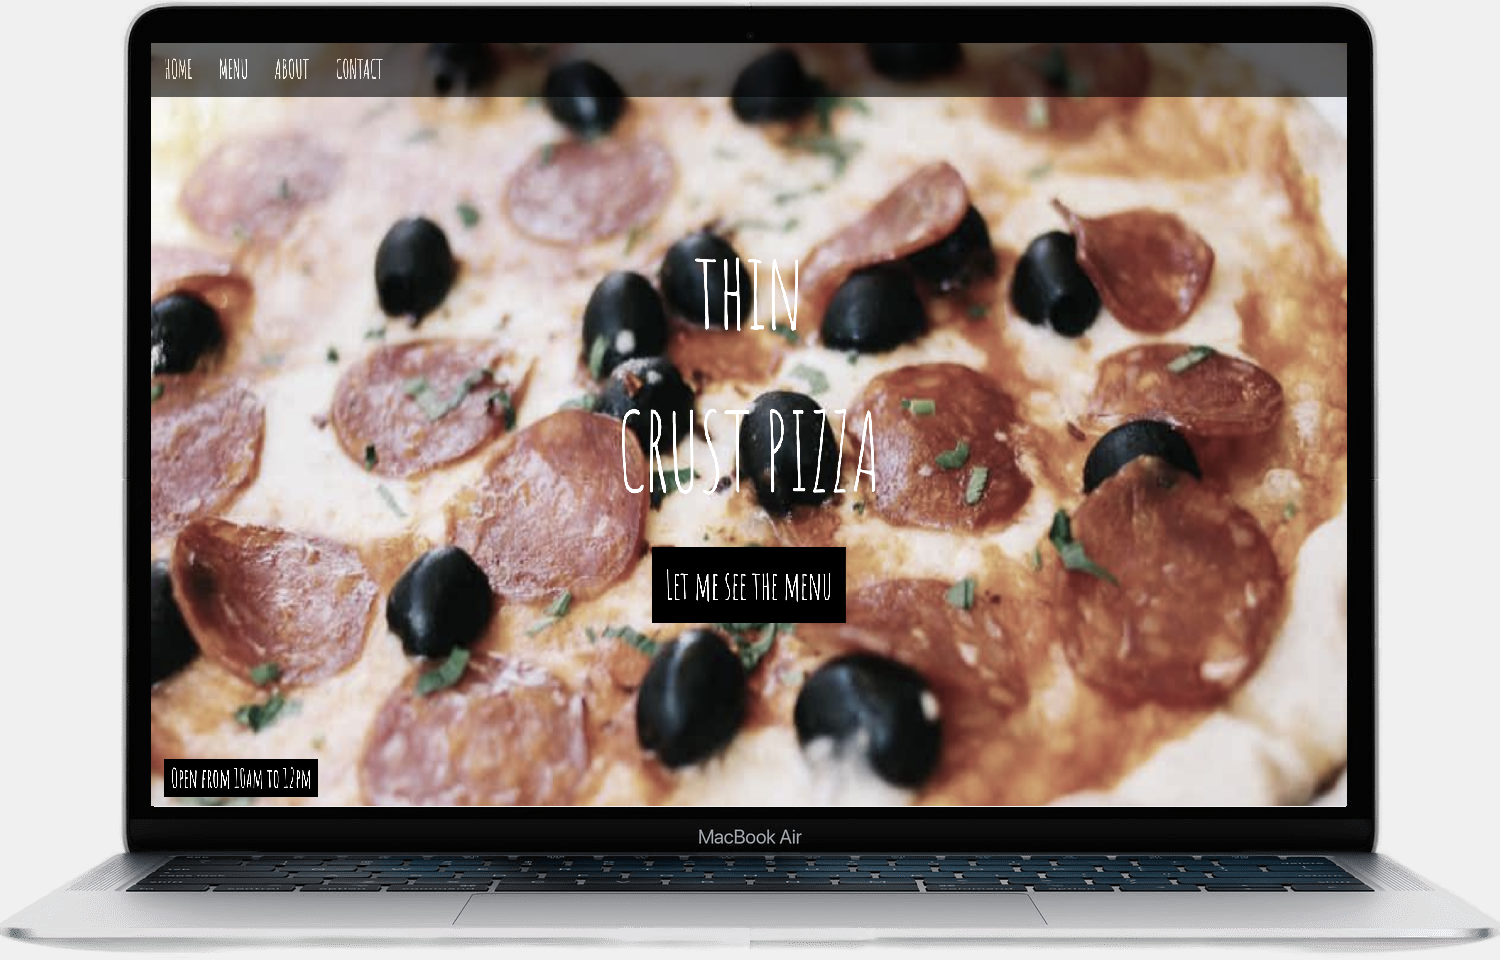 HOME MENU ABOUT CONTACT
THIN
CRUST PIZZA
LET ME SEE THE MENU
OPEN FROM 10AM TO 12PM
MacBook Air